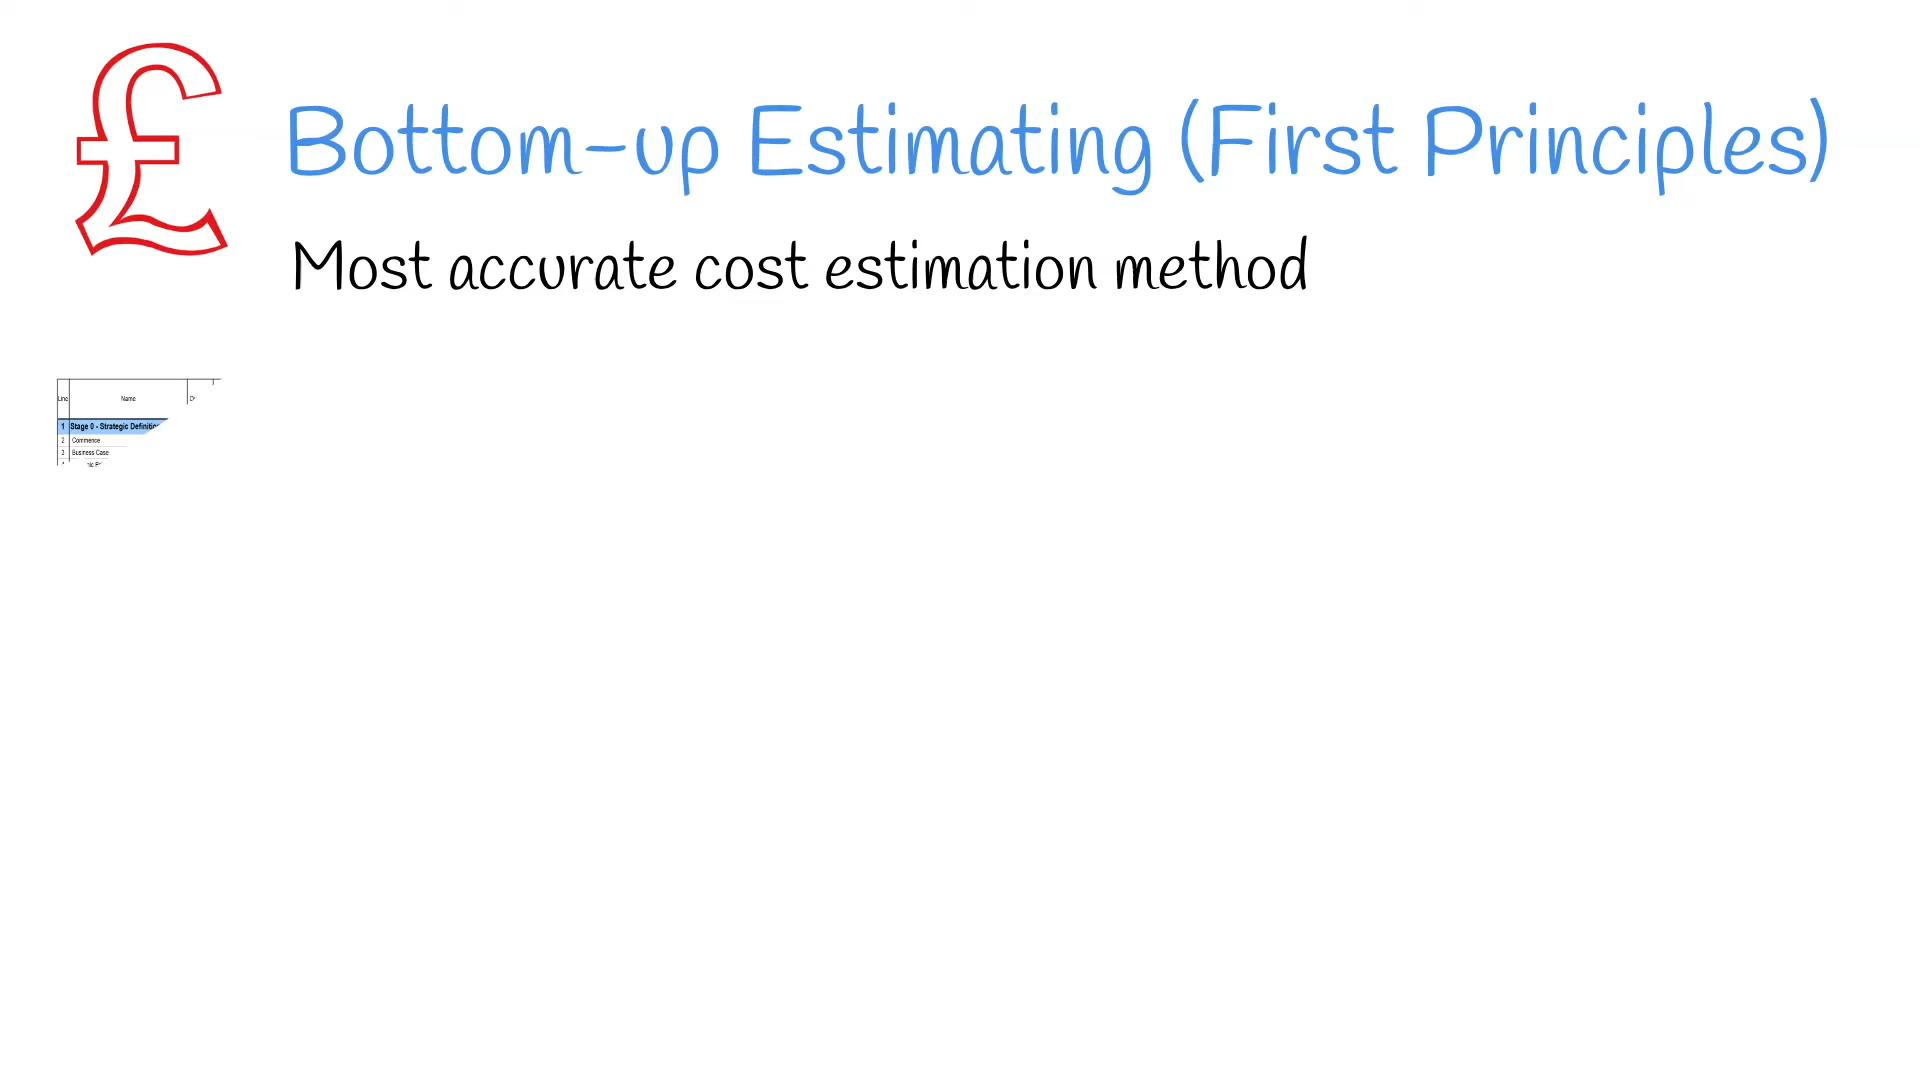 £
Bottom-up Estimating (First Principles)
Most accurate cost estimation method
Line Name
1 Stage 0 - Strategic Definition
2 Commence
3 Business Case